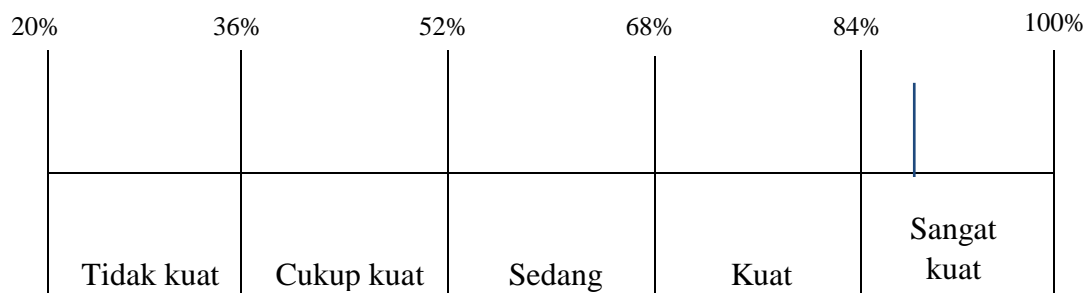 20% 36% 52% 68% 84% 100%
Tidak kuat Cukup kuat Sedang Kuat Sangat
kuat